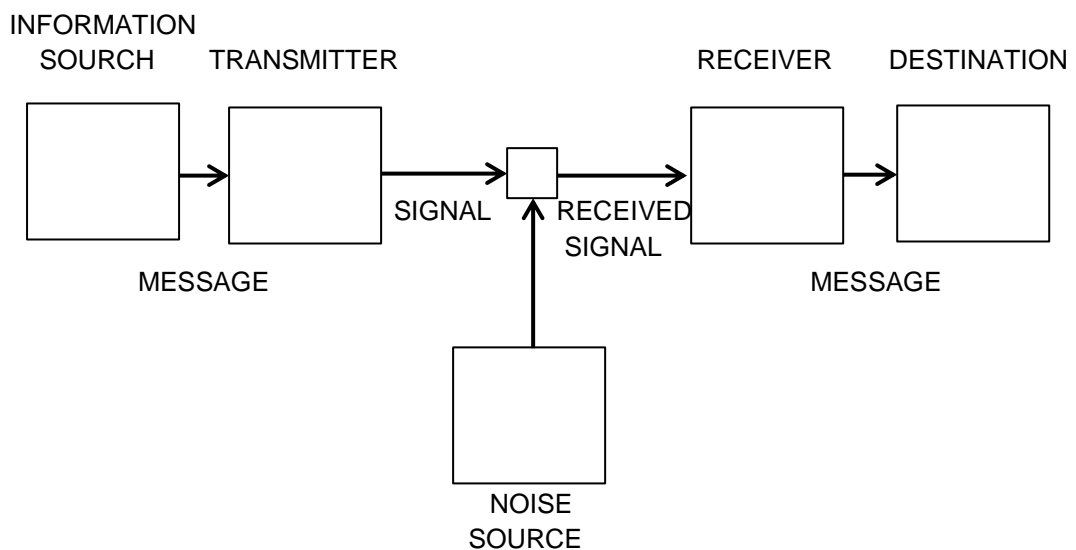 INFORMATION
SOURCH
TRANSMITTER
RECEIVER
DESTINATION
SIGNAL
RECEIVED
SIGNAL
MESSAGE
MESSAGE
NOISE
SOURCE